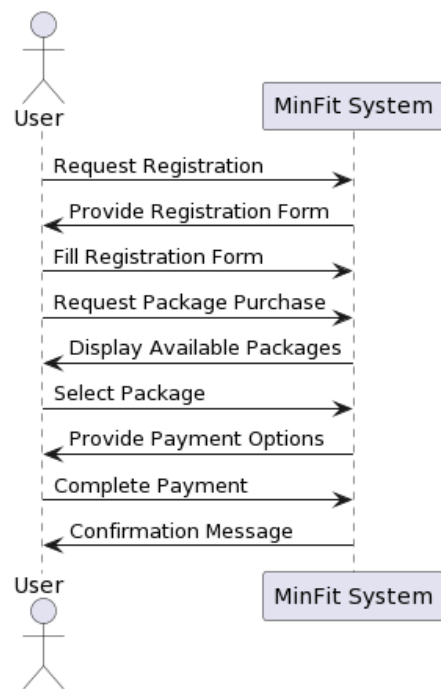 User
MinFit System
Request Registration
Provide Registration Form
Fill Registration Form
Request Package Purchase
Display Available Packages
Select Package
Provide Payment Options
Complete Payment
Confirmation Message
User
MinFit System